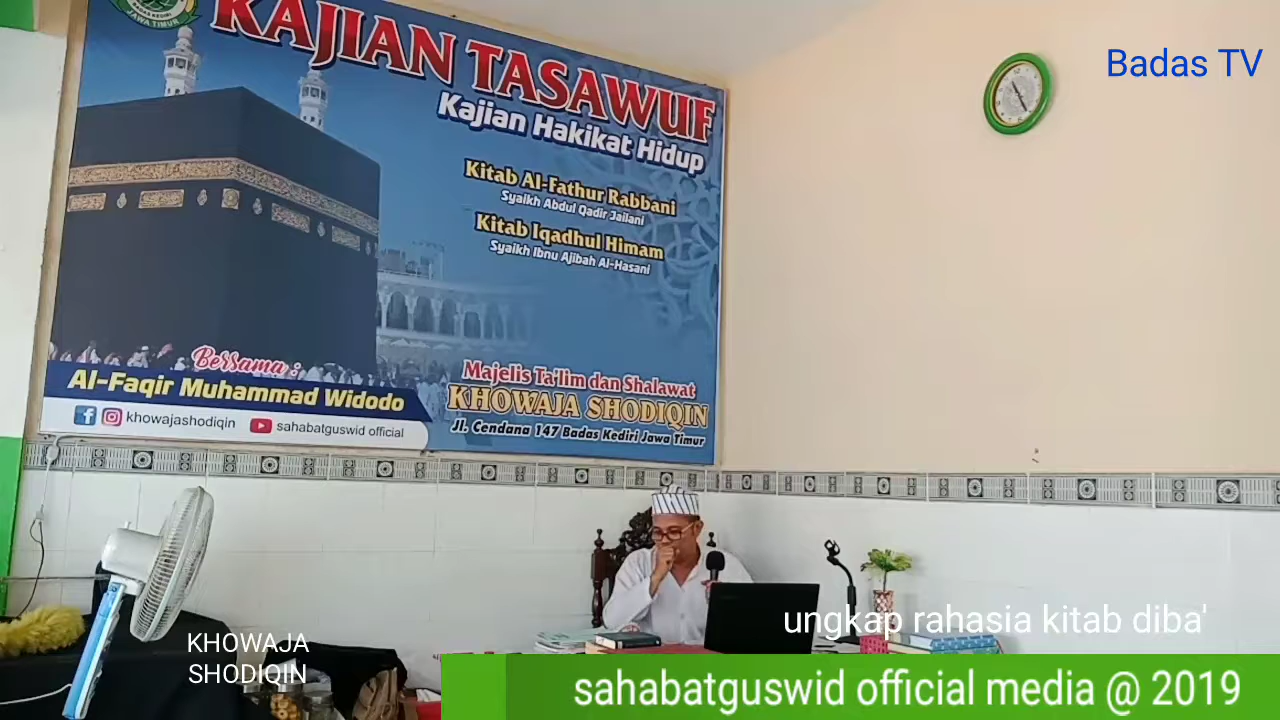 JAWA TIMUR
KAJIAN TASAWUF
Kajian Hakikat Hidup
Kitab Al-Fathur Rabbani
Syaikh Abdul Qadir Jailani
Kitab Iqadhul Himam
Syaikh Ibnu Ajibah Al-Hasani
Bersama :
Al-Faqir Muhammad Widodo
khowajashodiqin
sahabatguswid official
Majelis Ta'lim dan Shalawat
KHOWAJA SHODIQIN
Jl. Cendana 147 Badas Kediri Jawa Timur
Badas TV
ungkap rahasia kitab diba'
KHOWAJA
SHODIQIN
sahabatguswid official media @ 2019